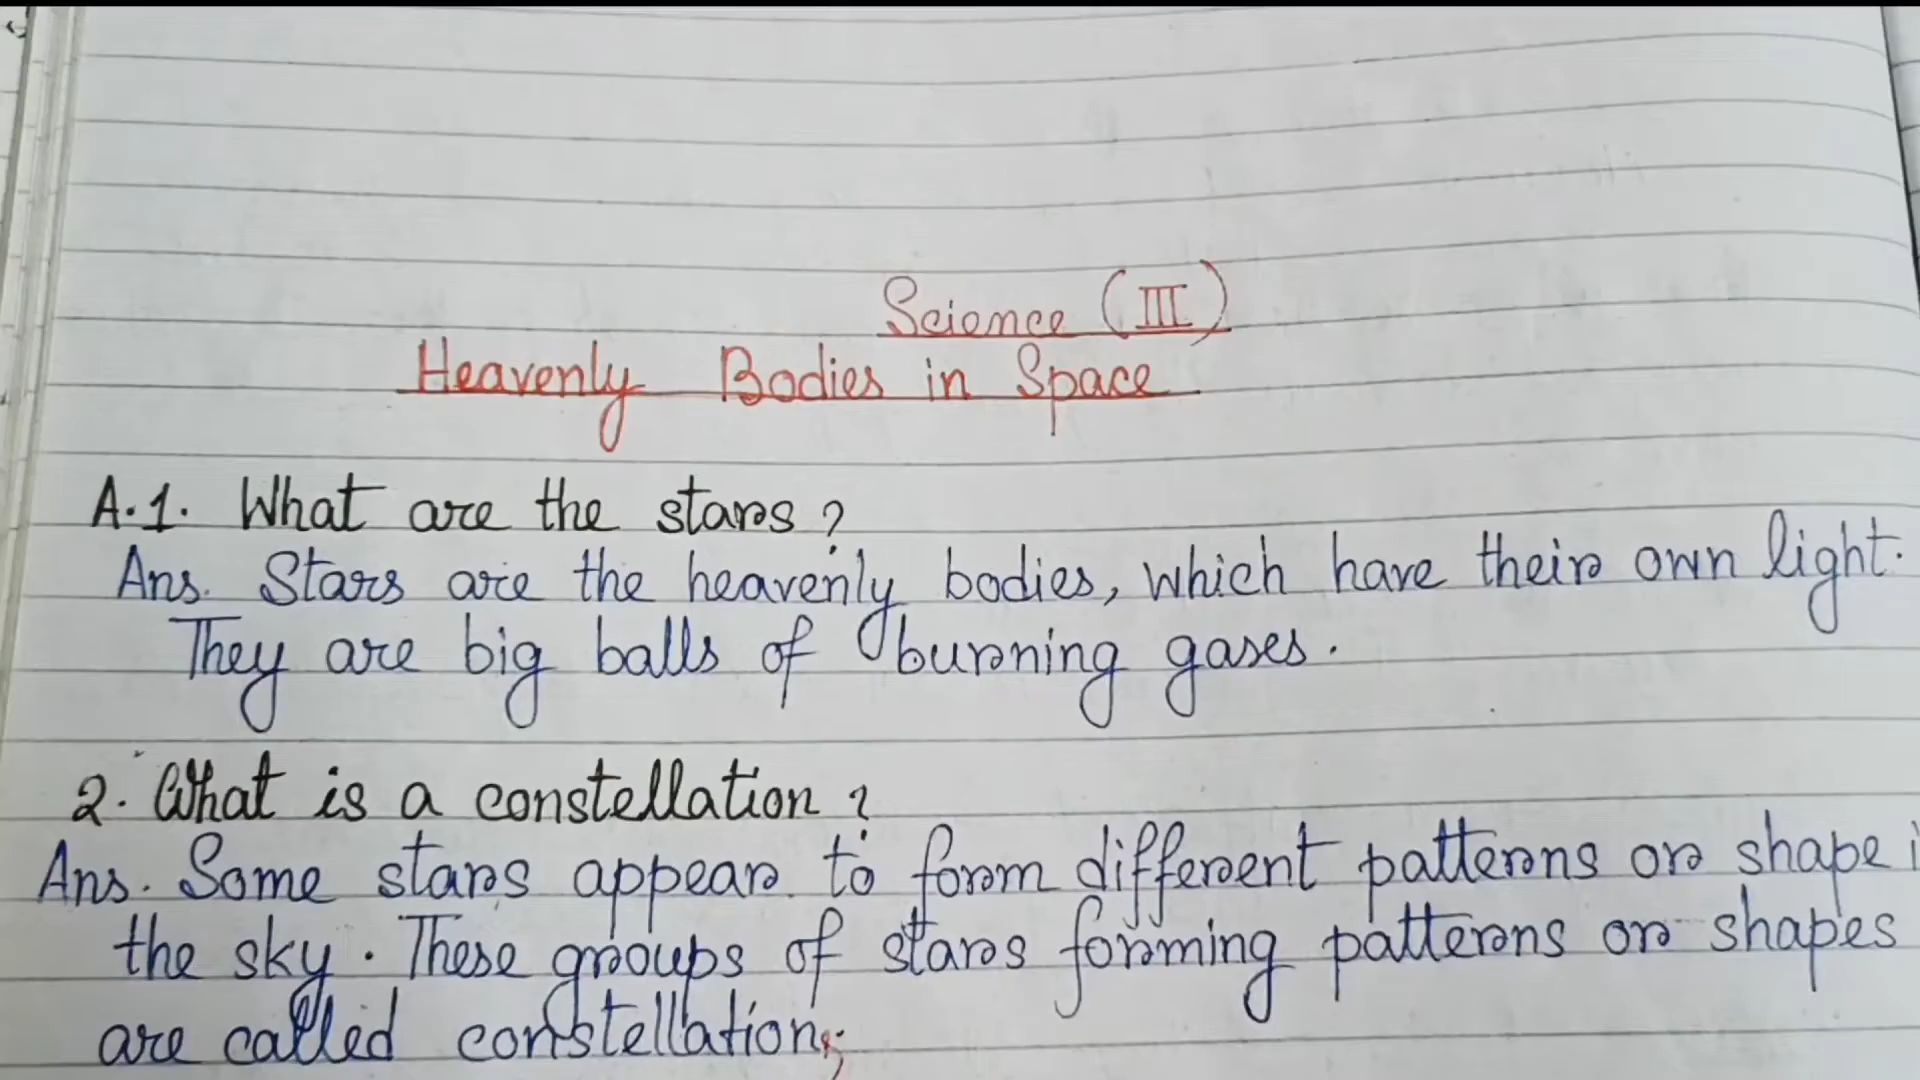 Science (III)
Heavenly Bodies in Space
A.1. What are the stars?
Ans. Stars are the heavenly bodies, which have their own light.
They are big balls of burning gases.
2. What is a constellation?
Ans. Some stars appear to form different patterns or shape
the sky. These groups of stars forming patterns or shapes
are called constellations